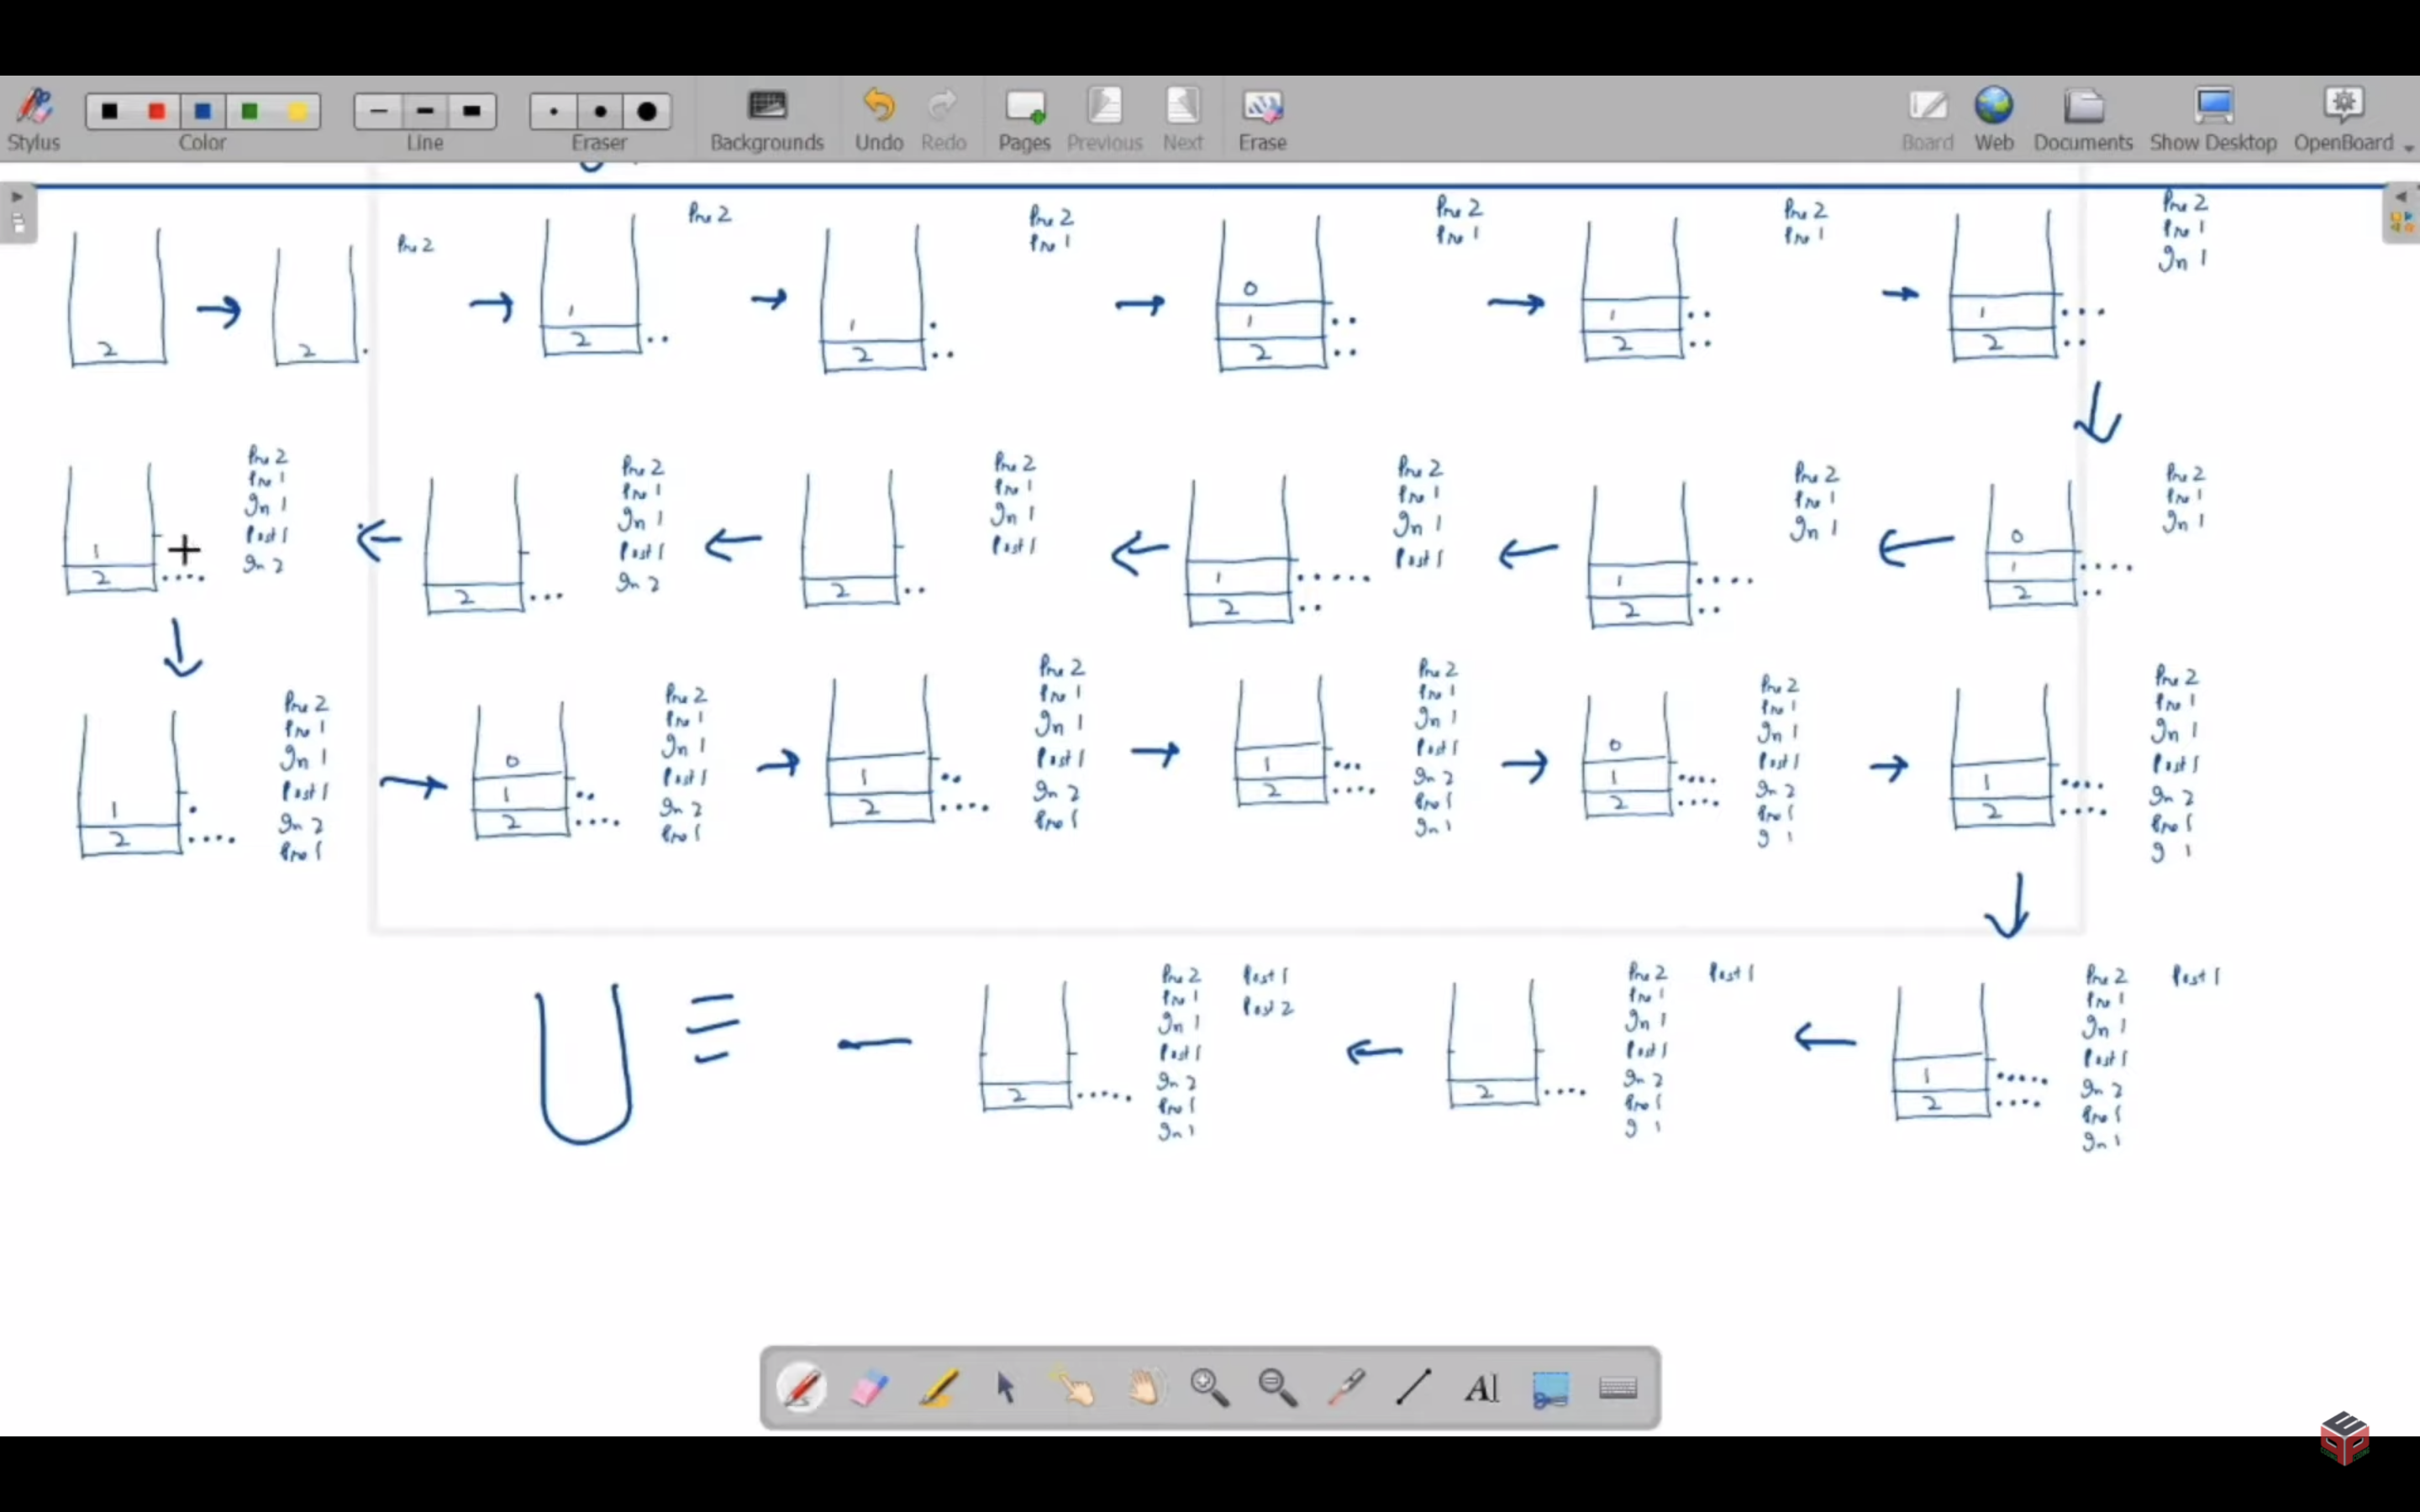 Stylus
Color
Line
Eraser
Backgrounds
Undo
Redo
Pages
Previous
Next
Erase
Board
Web
Documents
Show Desktop
OpenBoard
2
2
Pre 2
1
2
Pre 2
1
2
Pre 2
Pre 1
0
1
2
Pre 2
Pre 1
1
2
Pre 2
Pre 1
1
2
Pre 2
Pre 1
In 1
1
2
Pre 2
Pre 1
In 1
Post 1
In 2
2
Pre 2
Pre 1
In 1
Post 1
In 2
2
Pre 2
Pre 1
In 1
Post 1
1
2
Pre 2
Pre 1
In 1
Post 1
1
2
Pre 2
Pre 1
In 1
0
1
2
Pre 2
Pre 1
In 1
1
2
Pre 2
Pre 1
In 1
Post 1
In 2
Pre 1
0
1
2
Pre 2
Pre 1
In 1
Post 1
In 2
Pre 1
1
2
Pre 2
Pre 1
In 1
Post 1
In 2
Pre 1
1
2
Pre 2
Pre 1
In 1
Post 1
In 2
Pre 1
In 1
0
1
2
Pre 2
Pre 1
In 1
Post 1
In 2
Pre 1
I 1
1
2
Pre 2
Pre 1
In 1
Post 1
In 2
Pre 1
I 1
2
Pre 2 Post 1
Pre 1 Post 2
In 1
Post 1
In 2
Pre 1
In 1
2
Pre 2 Post 1
Pre 1
In 1
Post 1
In 2
Pre 1
I 1
1
2
Pre 2 Post 1
Pre 1
In 1
Post 1
In 2
Pre 1
In 1
AI